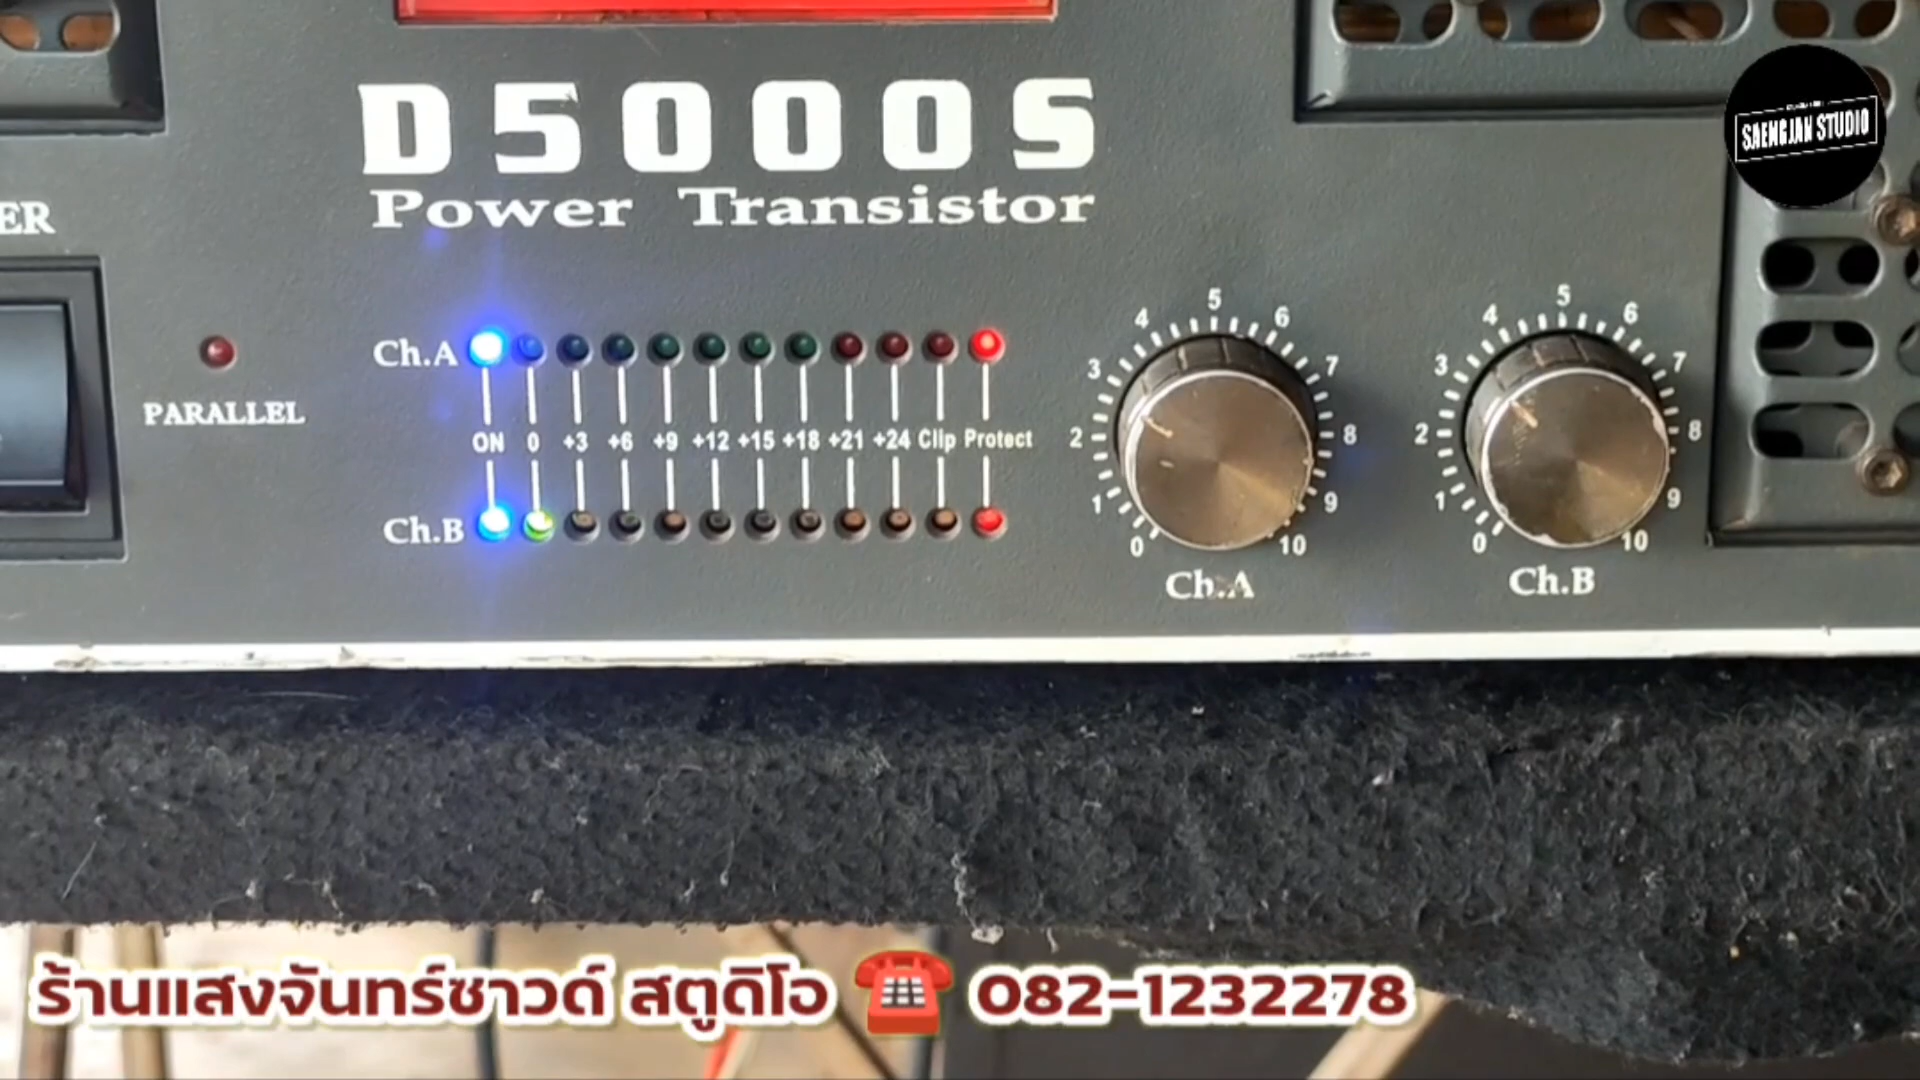 D5000S
SAENGJAN STUDIO
Power Transistor
ER
PARALLEL
Ch.A
ON 0 +3 +6 +9 +12 +15 +18 +21 +24 Clip Protect
Ch.B
0 1 2 3 4 5 6 7 8 9 10
Ch.A
0 1 2 3 4 5 6 7 8 9 10
Ch.B
ร้านแสงจันทร์ซาวด์ สตูดิโอ ☎ 082-1232278